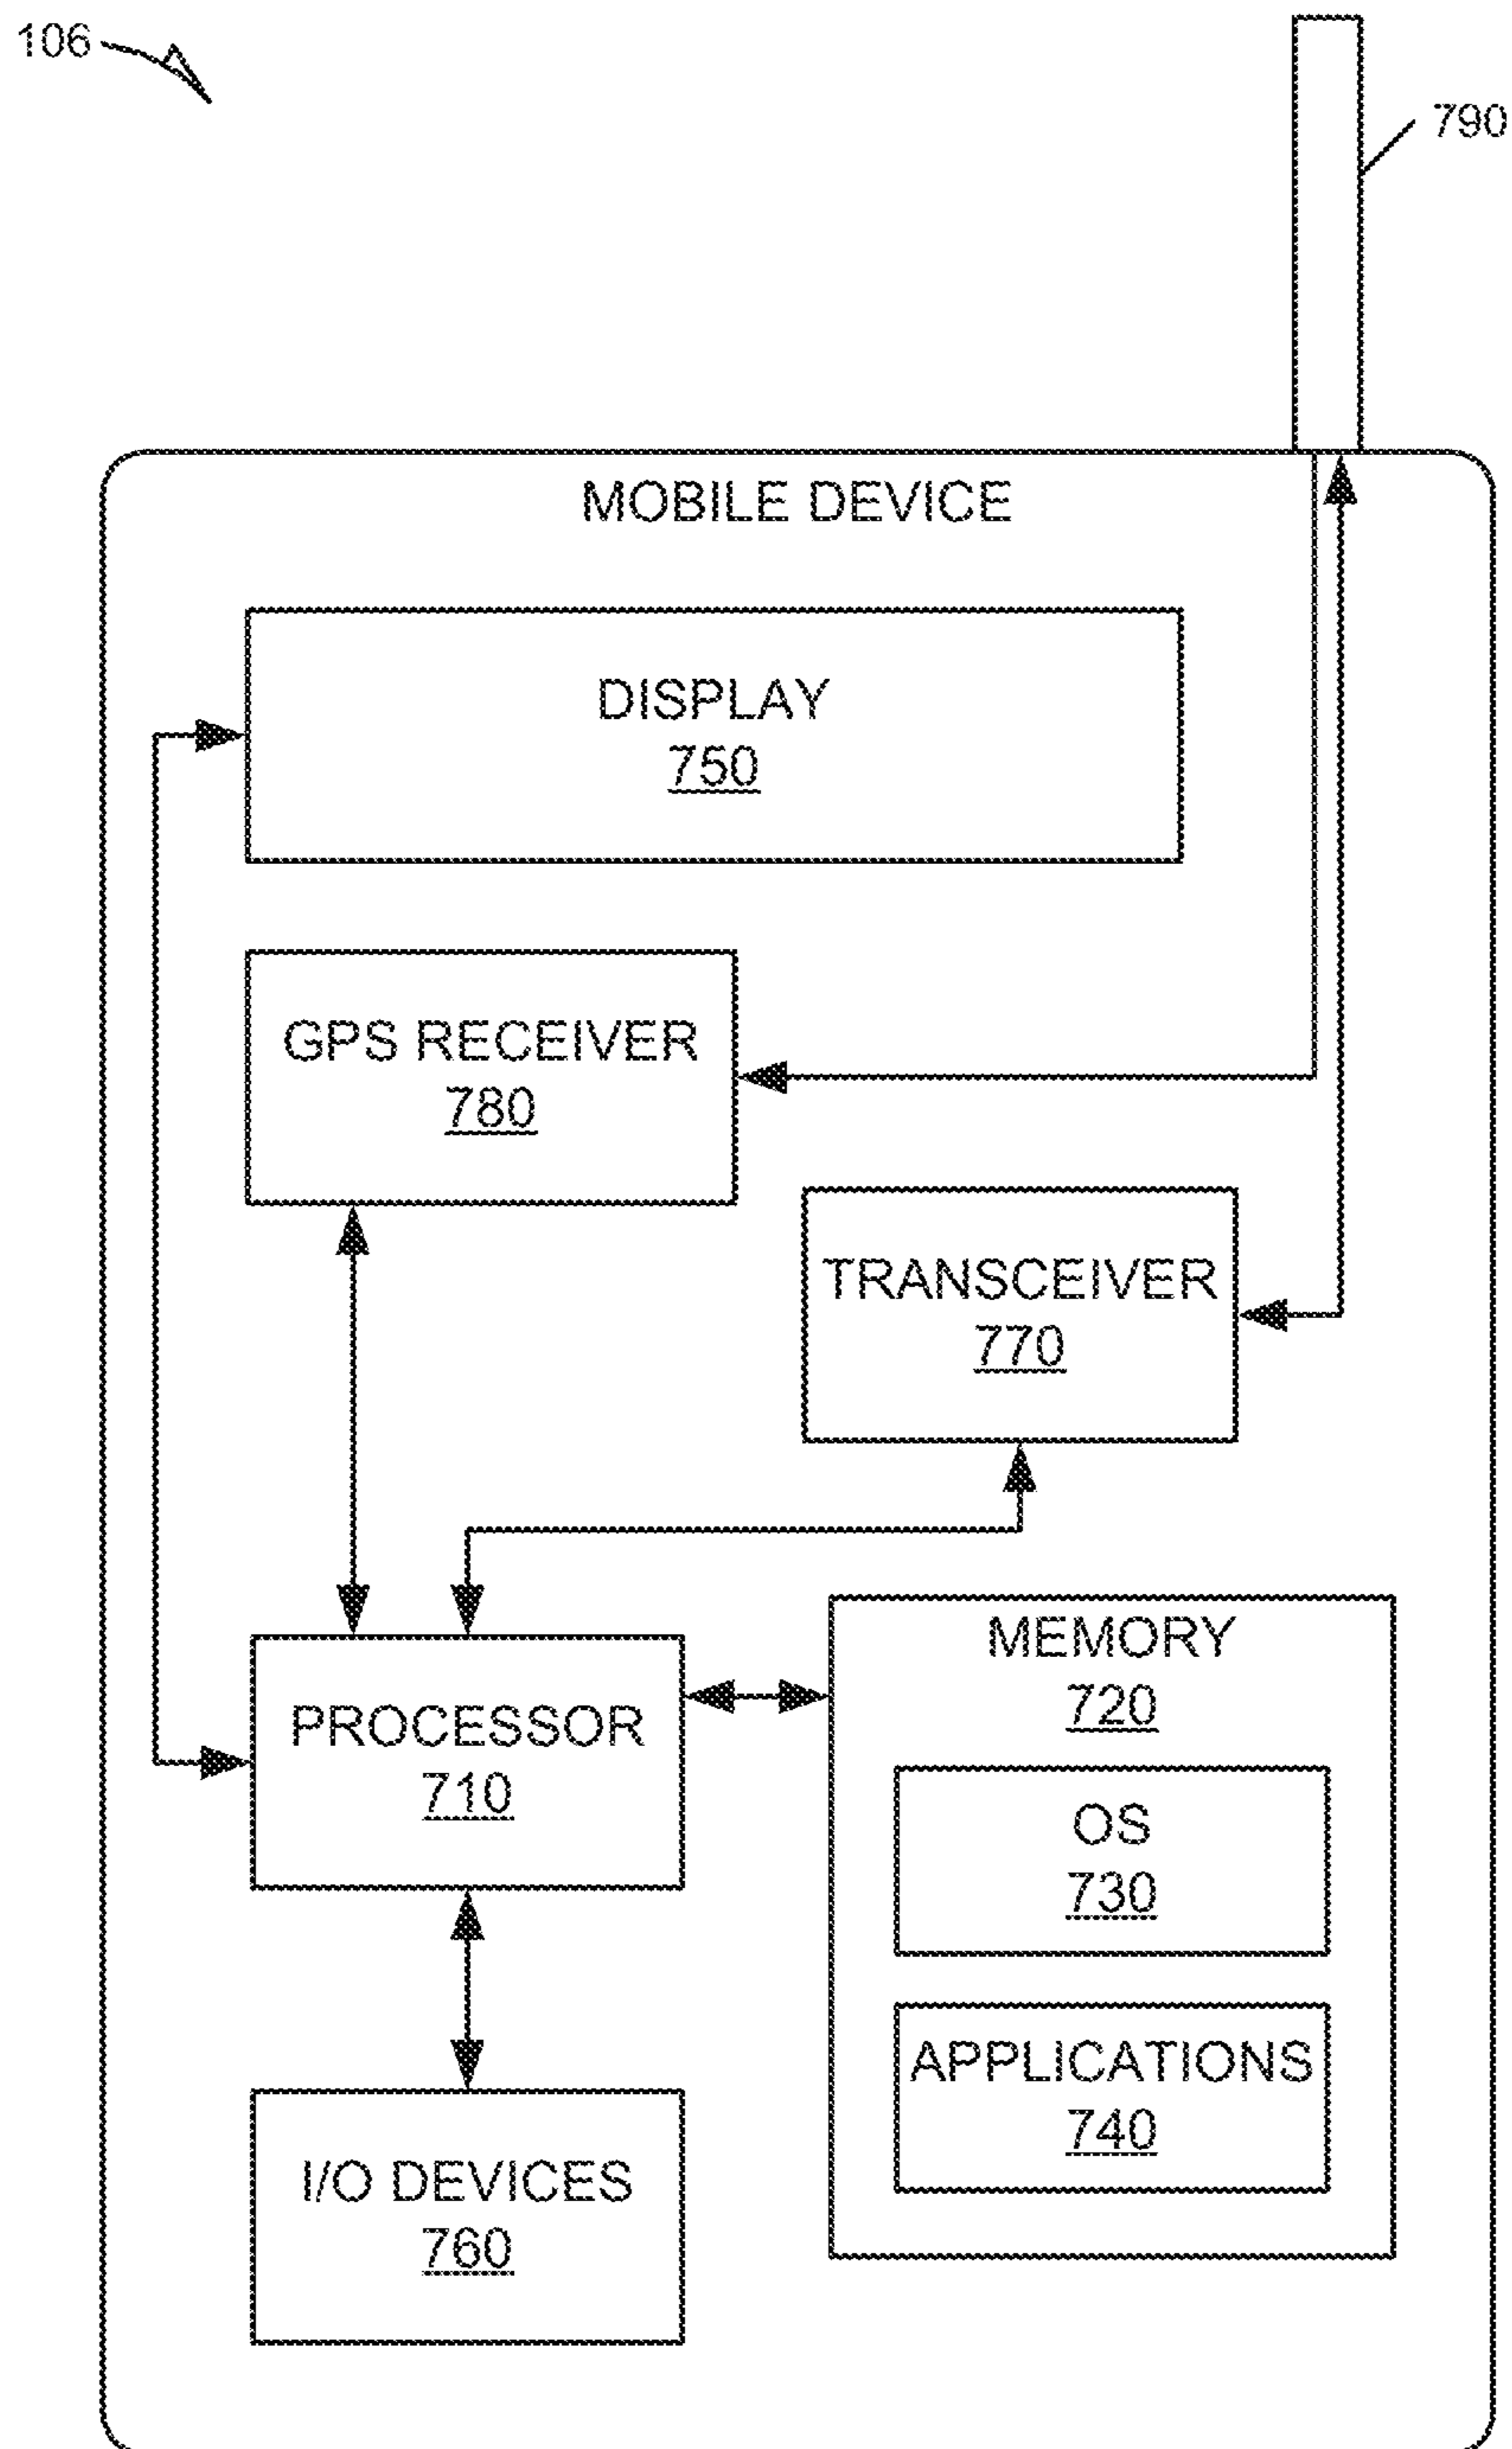 106
790
MOBILE DEVICE
DISPLAY
750
GPS RECEIVER
780
TRANSCEIVER
770
PROCESSOR
710
MEMORY
720
OS
730
APPLICATIONS
740
I/O DEVICES
760